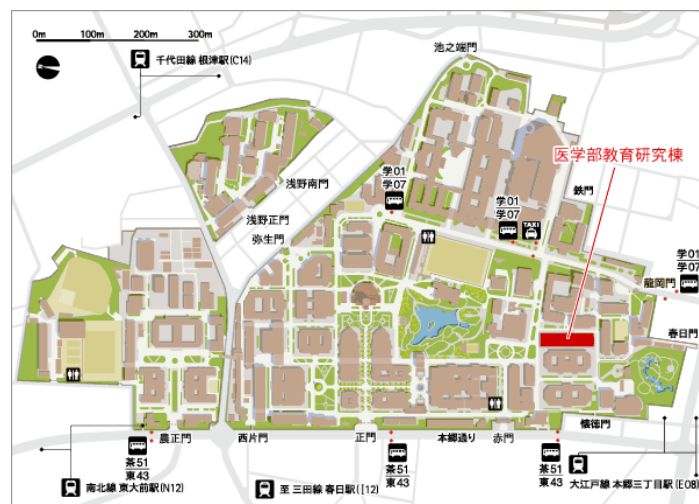 0m 100m 200m 300m
千代田線 根津駅(C14)
池之端門
医学部教育研究棟
浅野南門
学01
学07
学01
学07
TAXI
鉄門
浅野正門
弥生門
学01
学07
龍岡門
春日門
農正門
西片門
正門
本郷通り
赤門
懐徳門
茶51
東43
茶51
東43
茶51
東43
南北線 東大前駅(N12)
至 三田線 春日駅(I12)
大江戸線 本郷三丁目駅(E08)